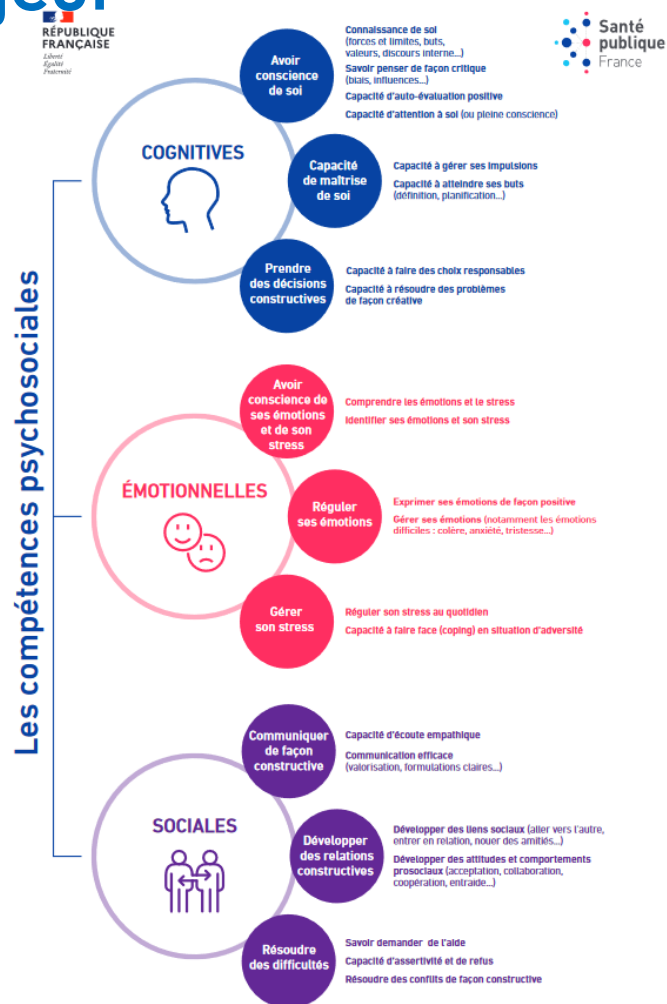 RÉPUBLIQUE
FRANÇAISE
Liberté
Égalité
Fraternité
Santé
publique
France
Les compétences psychosociales
COGNITIVES
Avoir
conscience
de soi
Connaissance de soi
(forces et limites, buts,
valeurs, discours interne...)
Savoir penser de façon critique
(biais, influences...)
Capacité d'auto-évaluation positive
Capacité d'attention à soi (ou pleine conscience)
Capacité
de maîtrise
de soi
Capacité à gérer ses impulsions
Capacité à atteindre ses buts
(définition, planification...)
Prendre
des décisions
constructives
Capacité à faire des choix responsables
Capacité à résoudre des problèmes
de façon créative
ÉMOTIONNELLES
Avoir
conscience de
ses émotions
et de son
stress
Comprendre les émotions et le stress
Identifier ses émotions et son stress
Réguler
ses émotions
Exprimer ses émotions de façon positive
Gérer ses émotions (notamment les émotions
difficiles : colère, anxiété, tristesse...)
Gérer
son stress
Réguler son stress au quotidien
Capacité à faire face (coping) en situation d'adversité
SOCIALES
Communiquer
de façon
constructive
Capacité d'écoute empathique
Communication efficace
(valorisation, formulations claires...)
Développer
des relations
constructives
Développer des liens sociaux (aller vers l'autre,
entrer en relation, nouer des amitiés...)
Développer des attitudes et comportements
prosociaux (acceptation, collaboration,
coopération, entraide...)
Résoudre
des difficultés
Savoir demander de l'aide
Capacité d'assertivité et de refus
Résoudre des conflits de façon constructive